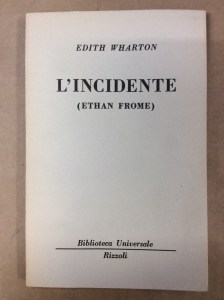 EDITH WHARTON
L'INCIDENTE
(ETHAN FROME)
Biblioteca Universale
Rizzoli